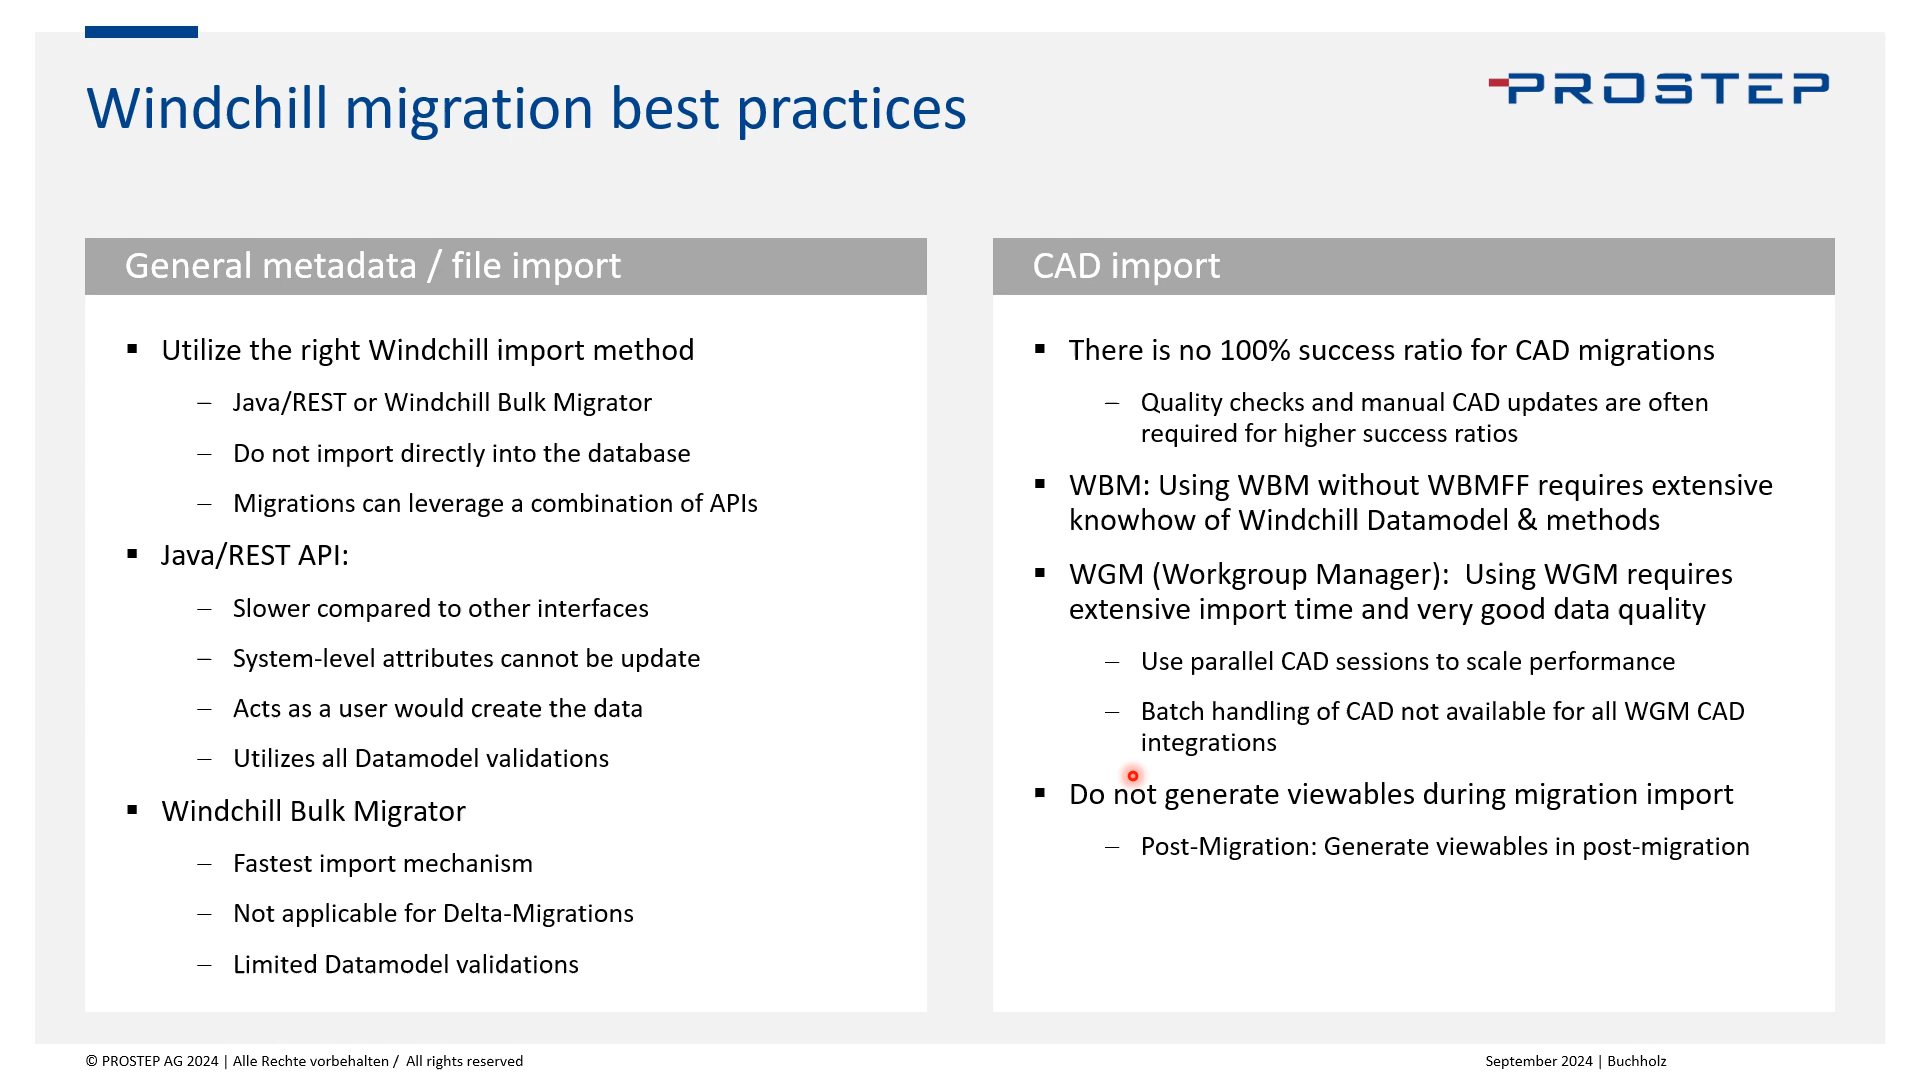 Windchill migration best practices
PROSTEP
General metadata / file import
▪ Utilize the right Windchill import method
– Java/REST or Windchill Bulk Migrator
– Do not import directly into the database
– Migrations can leverage a combination of APIs
▪ Java/REST API:
– Slower compared to other interfaces
– System-level attributes cannot be update
– Acts as a user would create the data
– Utilizes all Datamodel validations
▪ Windchill Bulk Migrator
– Fastest import mechanism
– Not applicable for Delta-Migrations
– Limited Datamodel validations
CAD import
▪ There is no 100% success ratio for CAD migrations
– Quality checks and manual CAD updates are often
required for higher success ratios
▪ WBM: Using WBM without WBMFF requires extensive
knowhow of Windchill Datamodel & methods
▪ WGM (Workgroup Manager):  Using WGM requires
extensive import time and very good data quality
– Use parallel CAD sessions to scale performance
– Batch handling of CAD not available for all WGM CAD
integrations
▪ Do not generate viewables during migration import
– Post-Migration: Generate viewables in post-migration
© PROSTEP AG 2024 | Alle Rechte vorbehalten /  All rights reserved
September 2024 | Buchholz